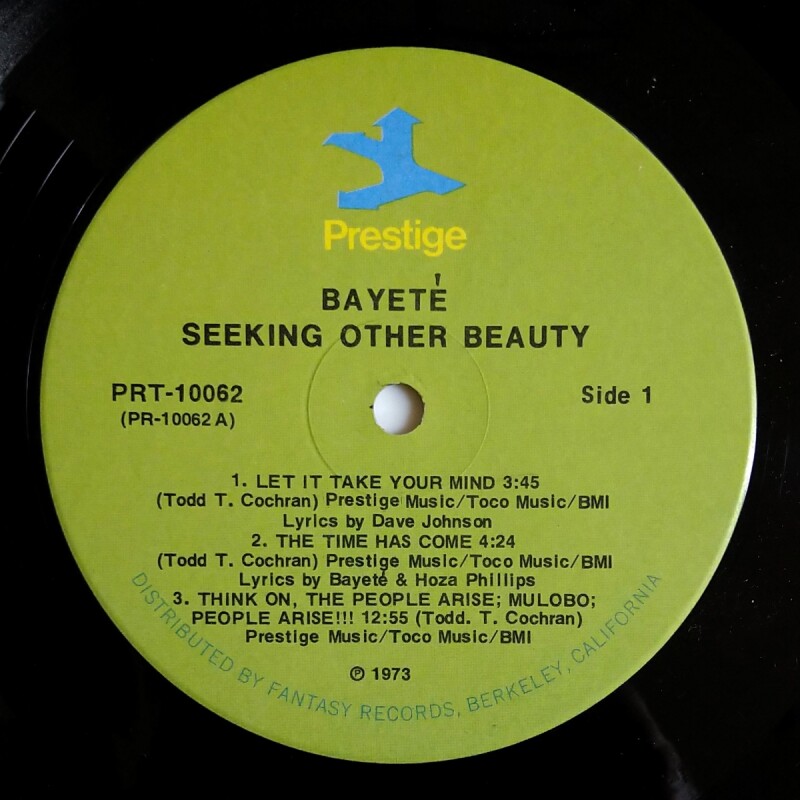 Prestige
BAYETÉ
SEEKING OTHER BEAUTY
PRT-10062
(PR-10062 A)
Side 1
1. LET IT TAKE YOUR MIND 3:45
(Todd T. Cochran) Prestige Music/Toco Music/BMI
Lyrics by Dave Johnson
2. THE TIME HAS COME 4:24
(Todd T. Cochran) Prestige Music/Toco Music/BMI
Lyrics by Bayeté & Hoza Phillips
3. THINK ON, THE PEOPLE ARISE; MULOBO;
PEOPLE ARISE!!! 12:55 (Todd. T. Cochran)
Prestige Music/Toco Music/BMI
℗ 1973
DISTRIBUTED BY FANTASY RECORDS, BERKELEY, CALIFORNIA